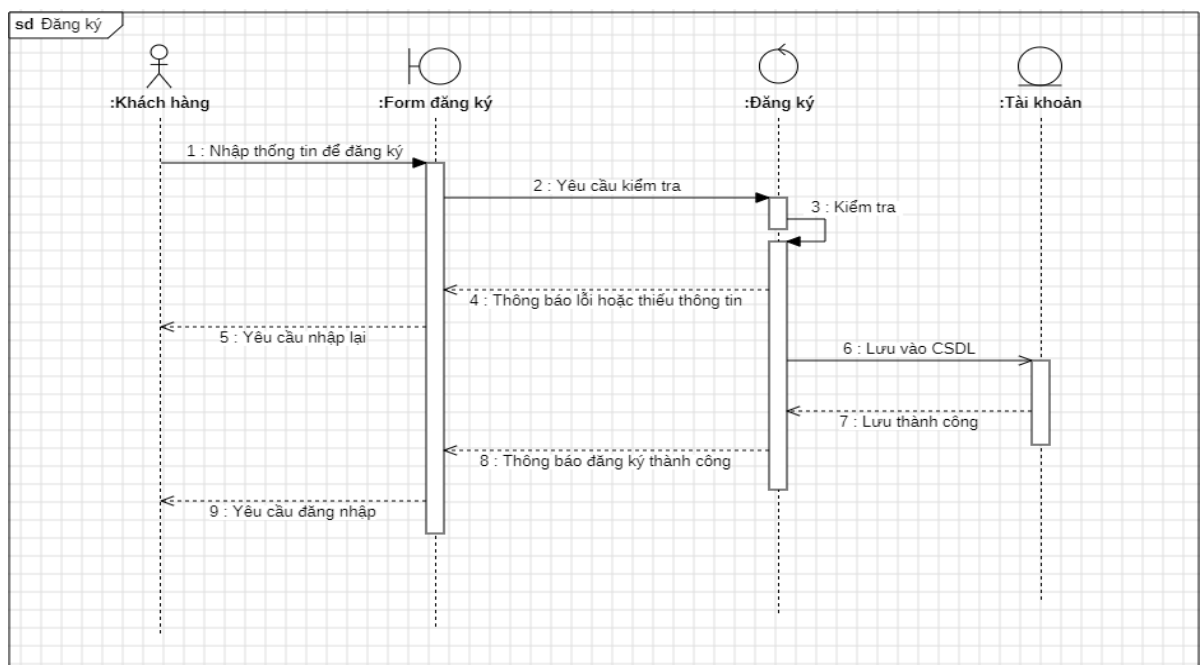 sd Đăng ký
:Khách hàng
:Form đăng ký
:Đăng ký
:Tài khoản
1 : Nhập thống tin để đăng ký
2 : Yêu cầu kiểm tra
3 : Kiểm tra
4 : Thông báo lỗi hoặc thiếu thông tin
5 : Yêu cầu nhập lại
6 : Lưu vào CSDL
7 : Lưu thành công
8 : Thông báo đăng ký thành công
9 : Yêu cầu đăng nhập